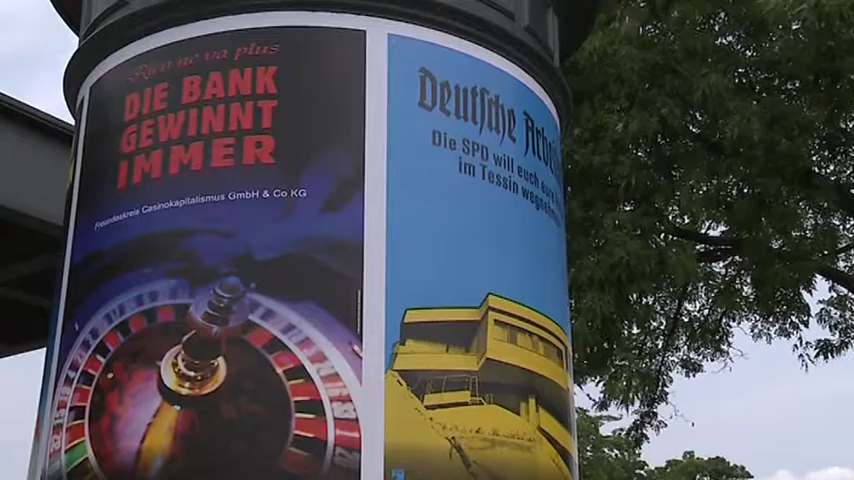 Rien ne va plus
DIE BANK
GEWINNT
IMMER
Freundeskreis Casinokapitalismus GmbH & Co KG
Deutsche
Die SPD will euch
im Tessin